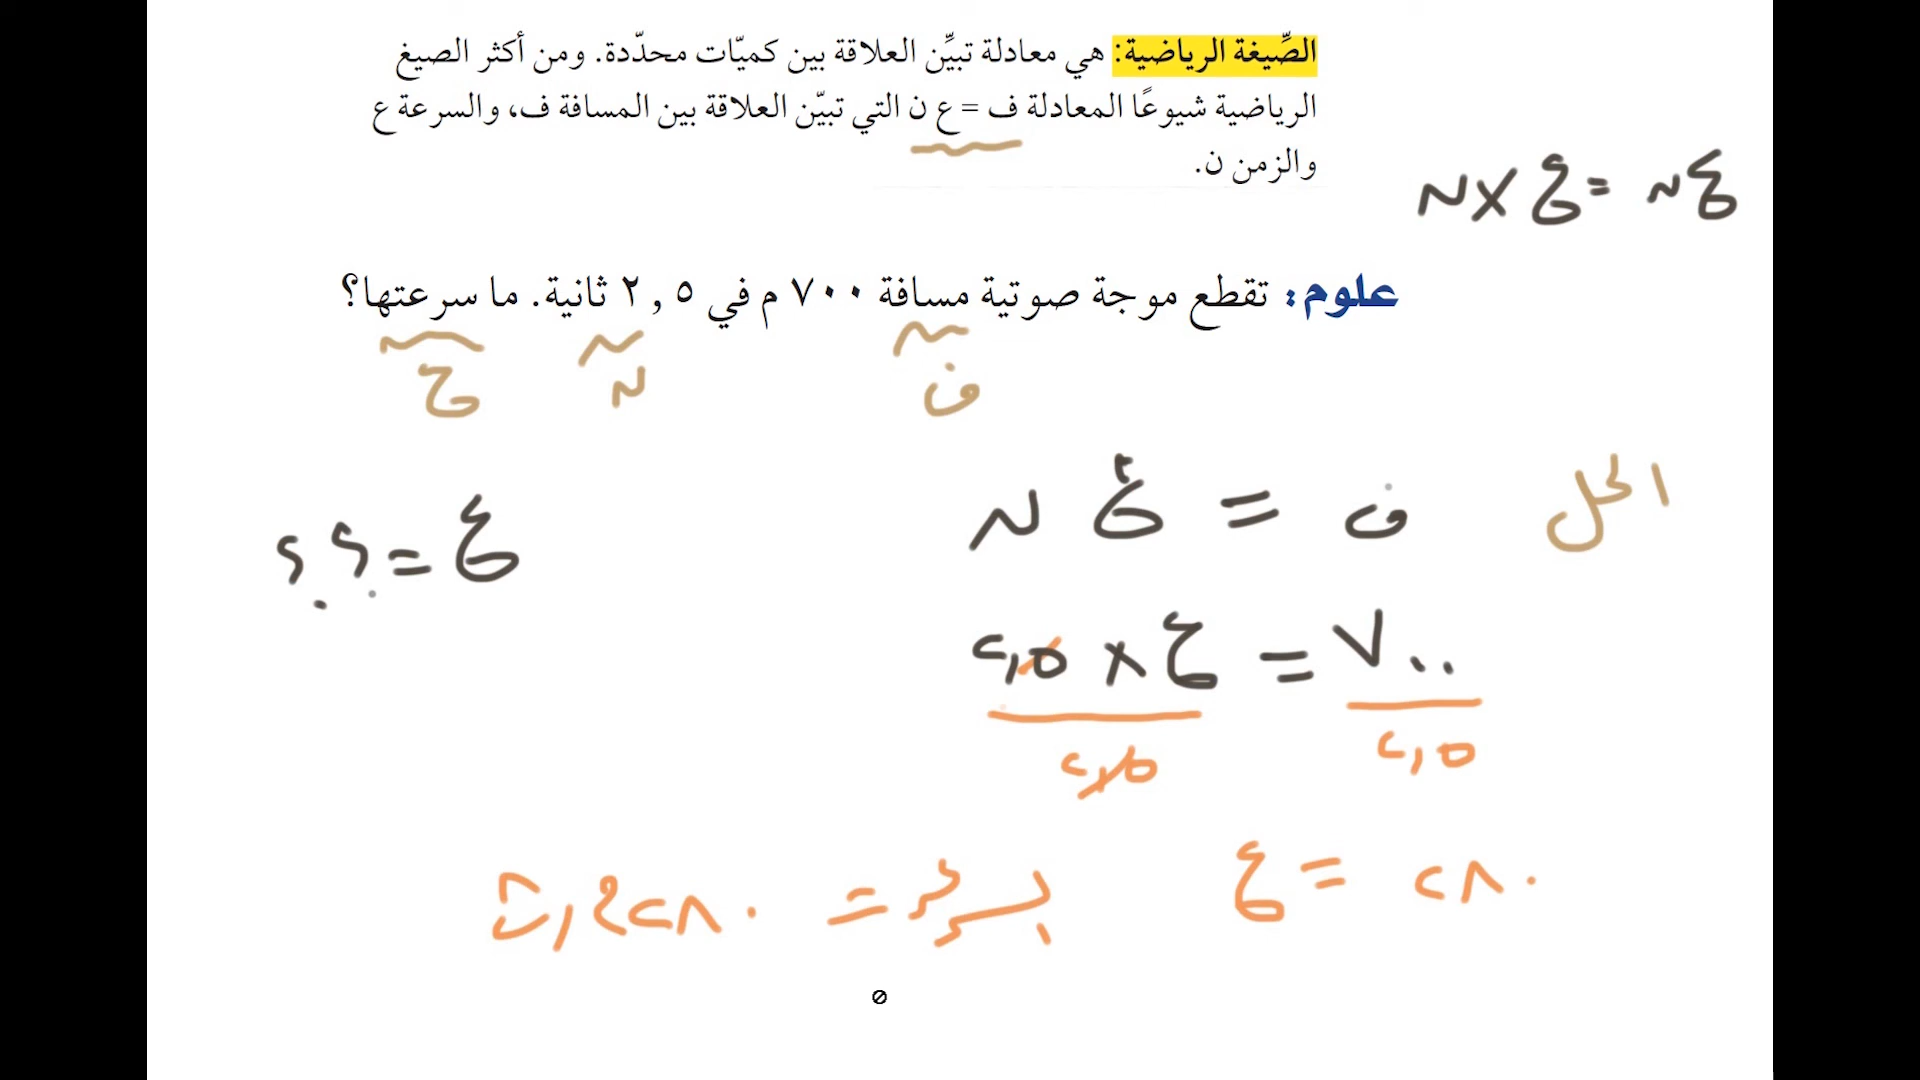 الصِّيغة الرياضية: هي معادلة تبيِّن العلاقة بين كميّات محدّدة. ومن أكثر الصيغ
الرياضية شيوعًا المعادلة ف = ع ن التي تبيّن العلاقة بين المسافة ف، والسرعة ع
والزمن ن.
ع ن = ع × ن
علوم: تقطع موجة صوتية مسافة ٧٠٠ م في ٢,٥ ثانية. ما سرعتها؟
ف ن ع
الحل
ف = ع ن
ع = ؟؟
٧٠٠ = ع × ٢,٥
٢,٥ ٢,٥
٢٨٠ = ع
السرعة = ٢٨٠ م/ث